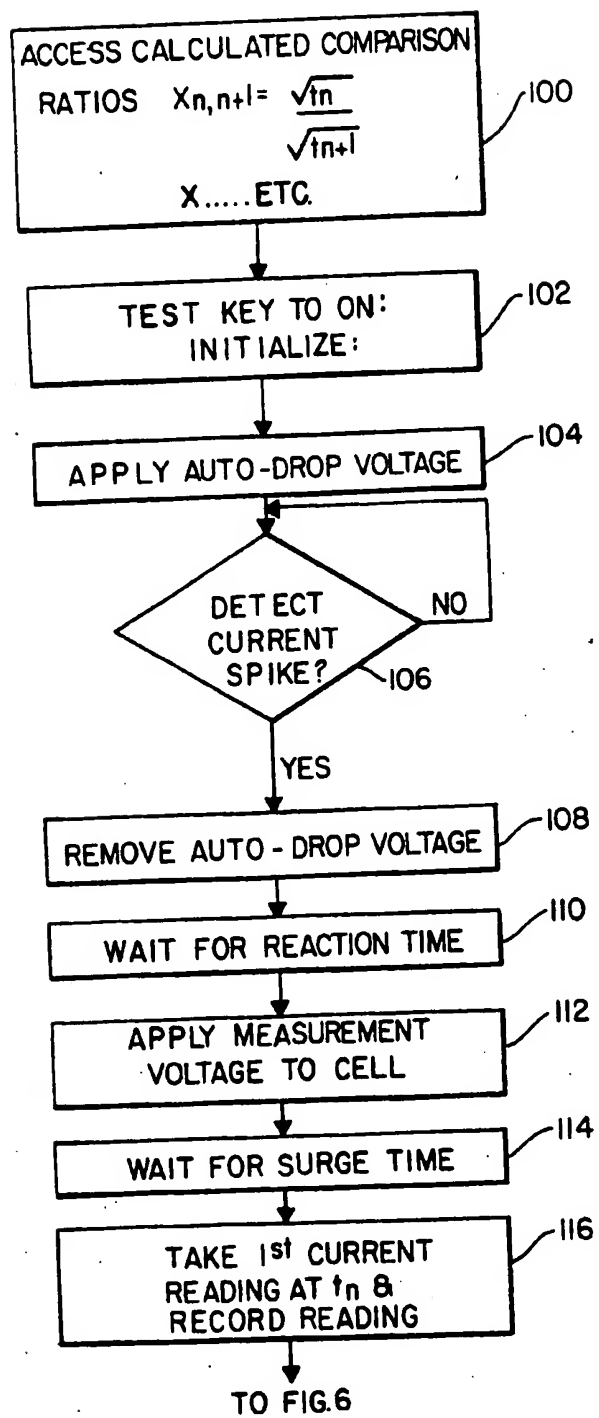 ACCESS CALCULATED COMPARISON
RATIOS Xn,n+1= √tn
√tn+1
X.....ETC.
100
TEST KEY TO ON:
INITIALIZE:
102
APPLY AUTO-DROP VOLTAGE
104
DETECT
CURRENT
SPIKE?
NO
106
YES
REMOVE AUTO-DROP VOLTAGE
108
WAIT FOR REACTION TIME
110
APPLY MEASUREMENT
VOLTAGE TO CELL
112
WAIT FOR SURGE TIME
114
TAKE 1st CURRENT
READING AT tn &
RECORD READING
116
TO FIG.6